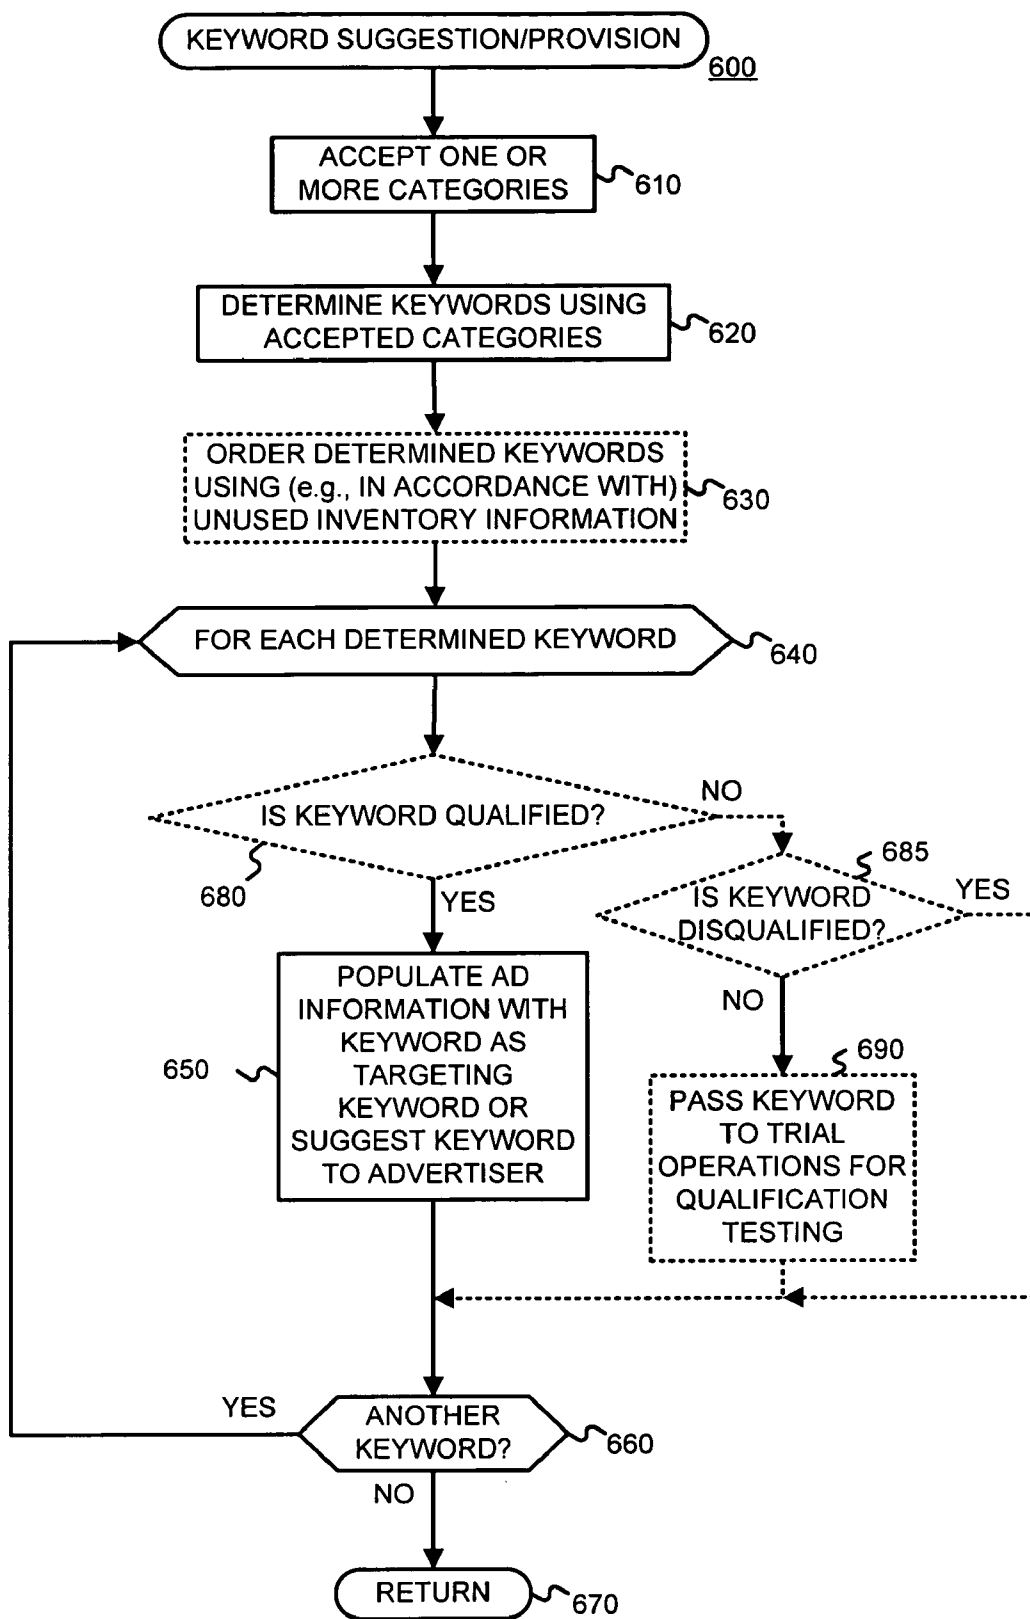 KEYWORD SUGGESTION/PROVISION
600
ACCEPT ONE OR
MORE CATEGORIES
610
DETERMINE KEYWORDS USING
ACCEPTED CATEGORIES
620
ORDER DETERMINED KEYWORDS
USING (e.g., IN ACCORDANCE WITH)
UNUSED INVENTORY INFORMATION
630
FOR EACH DETERMINED KEYWORD
640
IS KEYWORD QUALIFIED?
680
NO
YES
685
IS KEYWORD
DISQUALIFIED?
YES
NO
POPULATE AD
INFORMATION WITH
KEYWORD AS
TARGETING
KEYWORD OR
SUGGEST KEYWORD
TO ADVERTISER
650
690
PASS KEYWORD
TO TRIAL
OPERATIONS FOR
QUALIFICATION
TESTING
YES
ANOTHER
KEYWORD?
660
NO
RETURN
670